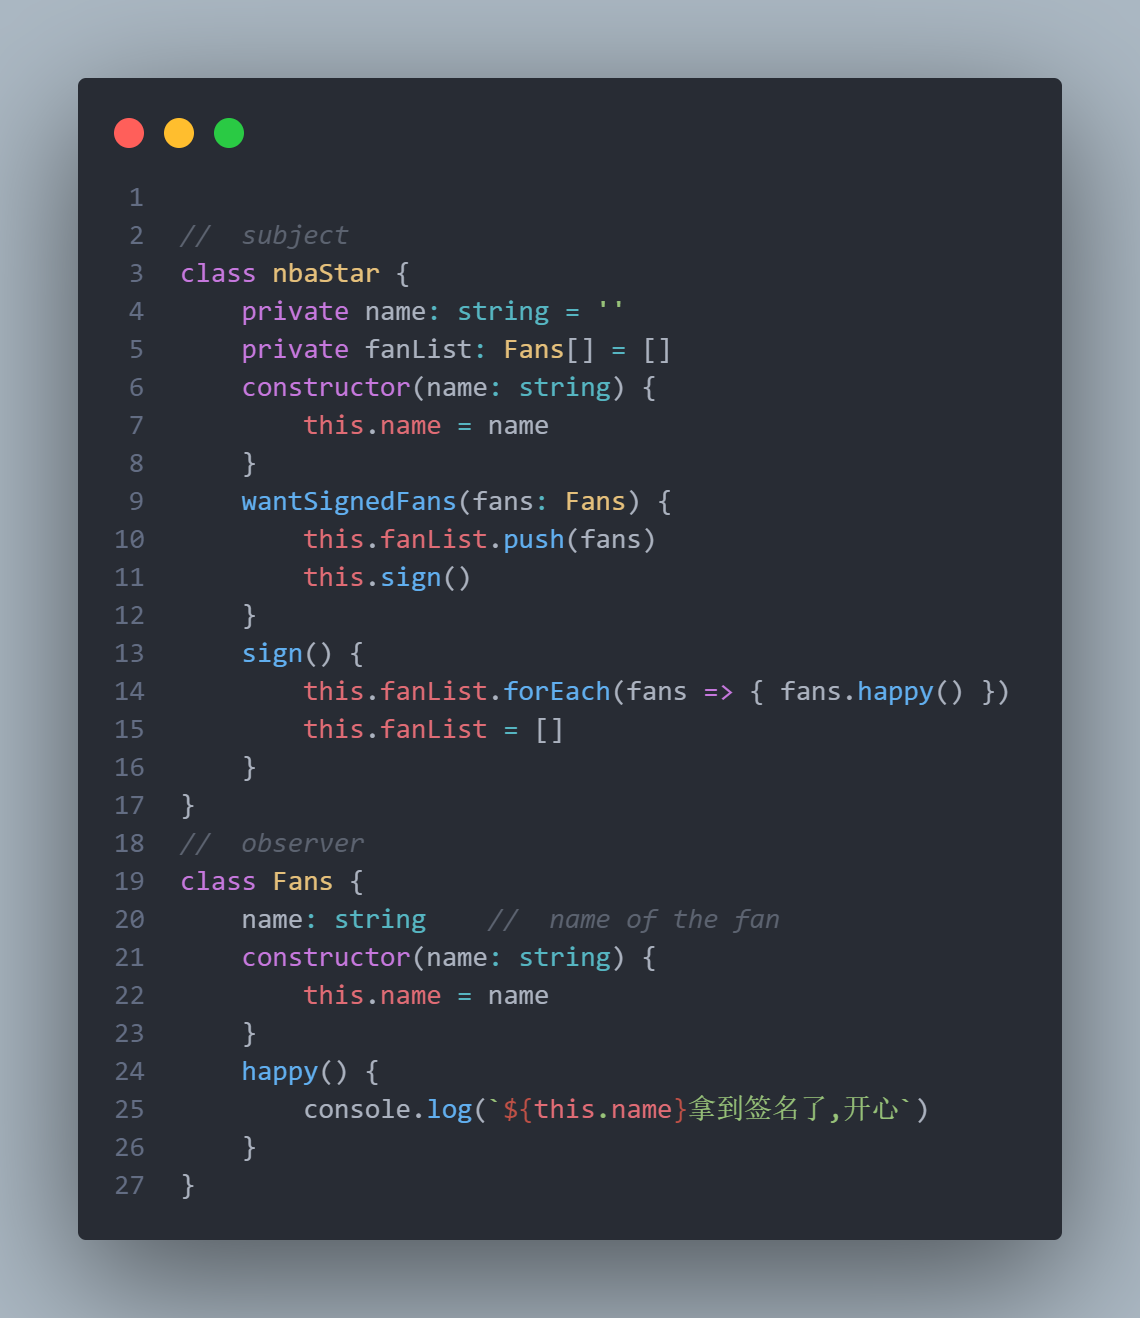 1
2 //  subject
3 class nbaStar {
4     private name: string = ''
5     private fanList: Fans[] = []
6     constructor(name: string) {
7         this.name = name
8     }
9     wantSignedFans(fans: Fans) {
10         this.fanList.push(fans)
11         this.sign()
12     }
13     sign() {
14         this.fanList.forEach(fans => { fans.happy() })
15         this.fanList = []
16     }
17 }
18 //  observer
19 class Fans {
20     name: string    //  name of the fan
21     constructor(name: string) {
22         this.name = name
23     }
24     happy() {
25         console.log(`${this.name}拿到签名了,开心`)
26     }
27 }